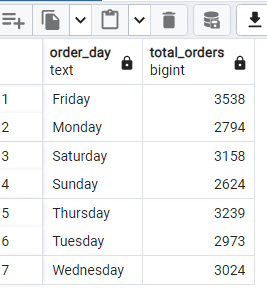 order_day total_orders
text bigint
1 Friday 3538
2 Monday 2794
3 Saturday 3158
4 Sunday 2624
5 Thursday 3239
6 Tuesday 2973
7 Wednesday 3024